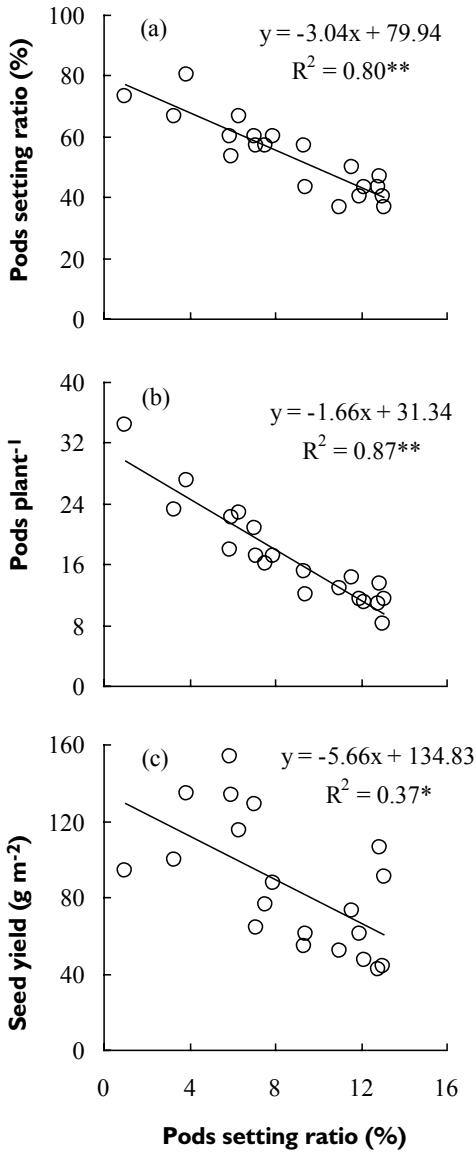 (a)
y = -3.04x + 79.94
R² = 0.80**
Pods setting ratio (%)
100
80
60
40
20
0
(b)
y = -1.66x + 31.34
R² = 0.87**
Pods plant⁻¹
40
32
24
16
8
0
(c)
y = -5.66x + 134.83
R² = 0.37*
Seed yield (g m⁻²)
160
120
80
40
0
0 4 8 12 16
Pods setting ratio (%)